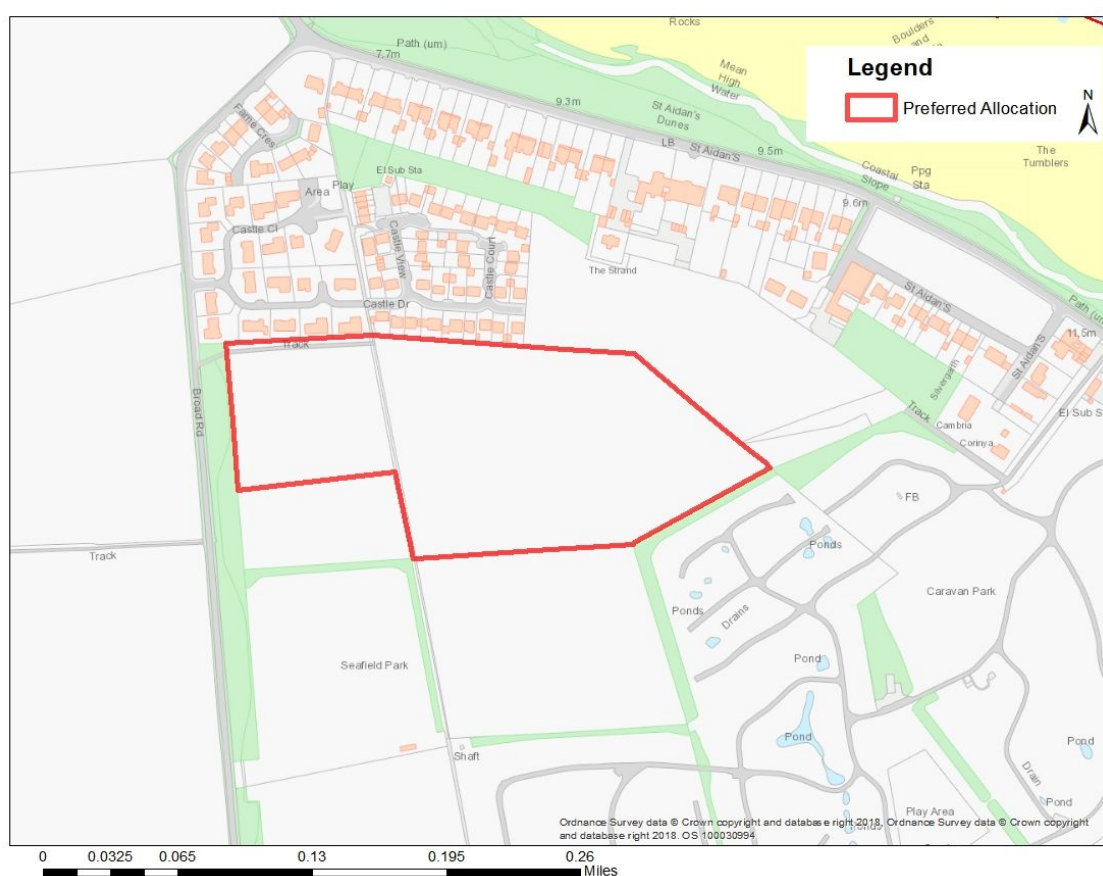 Rocks
Boulders
and
Path (um)
7.7m
Mean
High
Water
Legend
Preferred Allocation
N
9.3m
St Aidan's
Dunes
Farne Cres
LB
St Aidan'S
9.5m
The
Tumblers
Coastal
Slope
Ppg
Sta
El Sub Sta
Play
Area
9.6m
Castle Cl
Castle View
Castle Court
The Strand
St Aidan'S
Castle Dr
Path (um)
11.5m
Track
St Aidan'S
Silvergarth
Broad Rd
Track
Cambria
El Sub S
Corinya
FB
Track
Ponds
Caravan Park
Ponds
Drains
Seafield Park
Pond
Pond
Shaft
Pond
Drain
Play Area
Pond
Ponds
Ordnance Survey data © Crown copyright and database right 2018, Ordnance Survey data © Crown copyright
and database right 2018. OS 100030994
0 0.0325 0.065 0.13 0.195 0.26
Miles